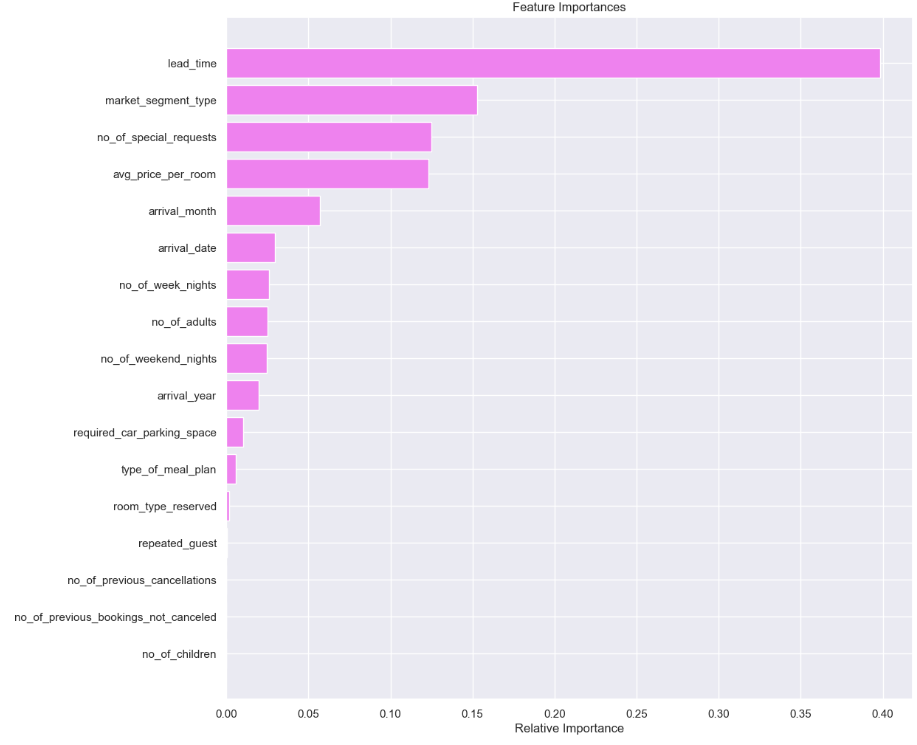 Feature Importances
lead_time
market_segment_type
no_of_special_requests
avg_price_per_room
arrival_month
arrival_date
no_of_week_nights
no_of_adults
no_of_weekend_nights
arrival_year
required_car_parking_space
type_of_meal_plan
room_type_reserved
repeated_guest
no_of_previous_cancellations
no_of_previous_bookings_not_canceled
no_of_children
0.00 0.05 0.10 0.15 0.20 0.25 0.30 0.35 0.40
Relative Importance